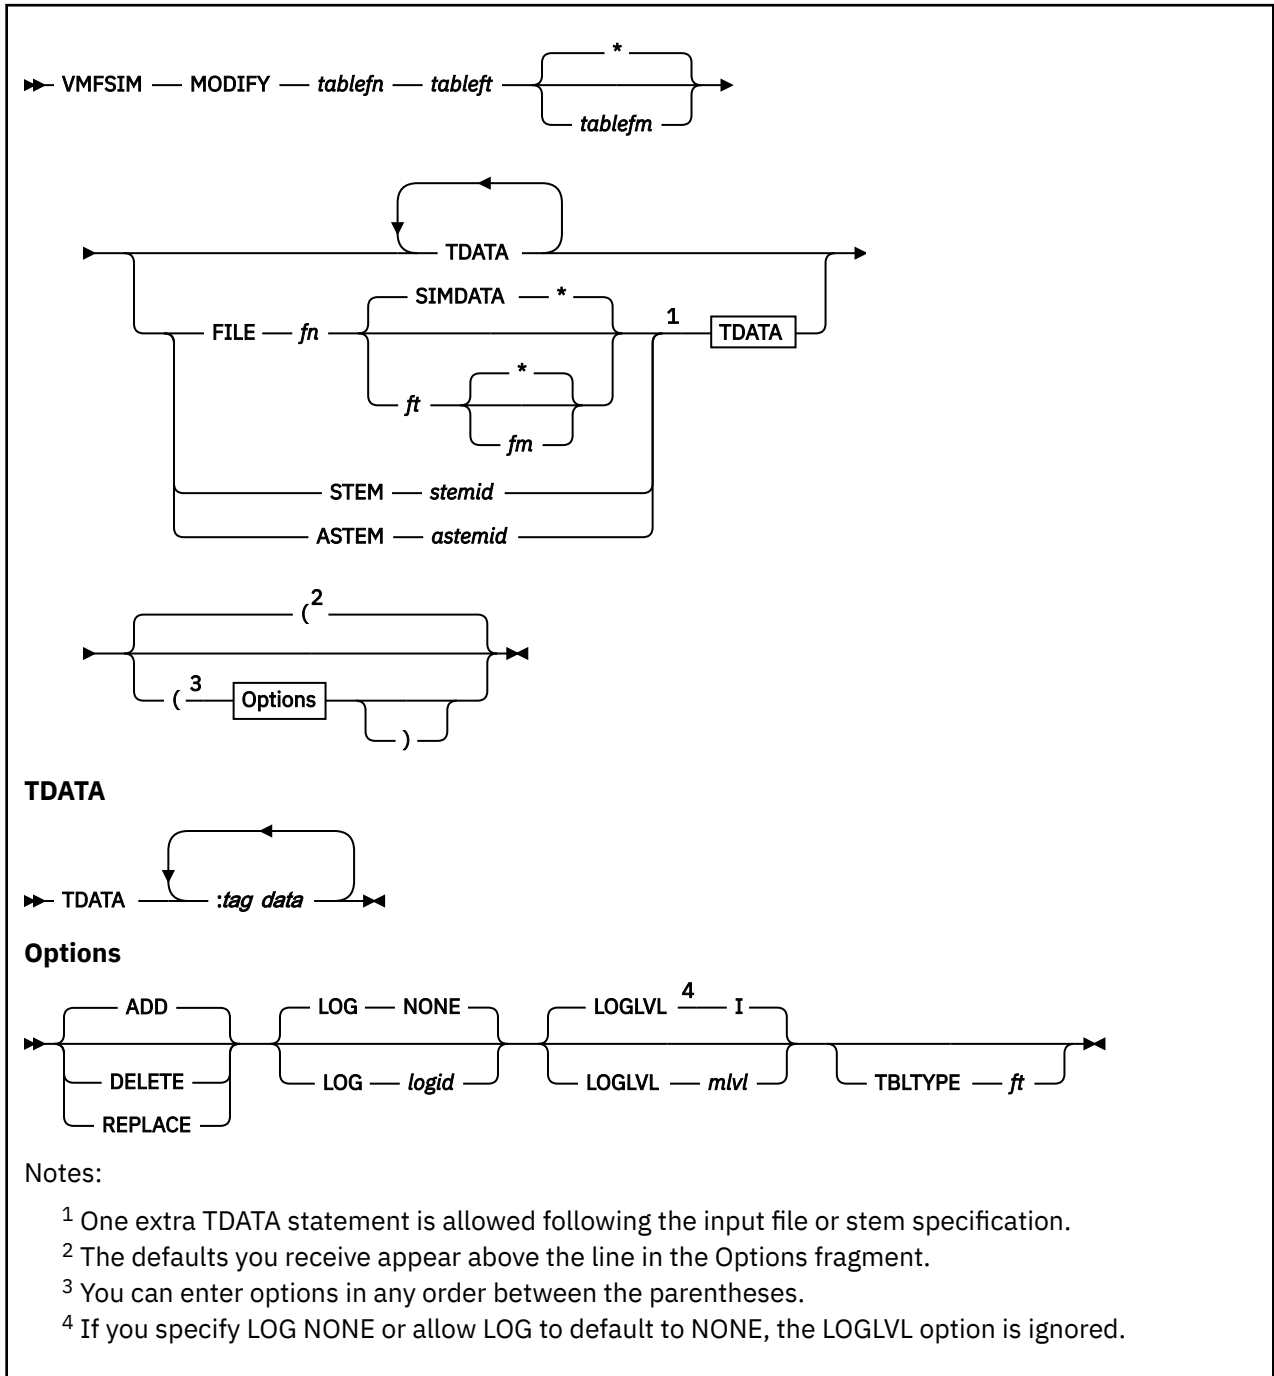 *
VMFSIM MODIFY tablefn tableft
tablefm
TDATA
SIMDATA *
FILE fn 1 TDATA
*
ft
fm
STEM stemid
ASTEM astemid
( 2
( 3 Options
)
TDATA
TDATA :tag data
Options
ADD LOG NONE LOGLVL 4 I
DELETE LOG logid LOGLVL mlvl TBLTYPE ft
REPLACE
Notes:
1 One extra TDATA statement is allowed following the input file or stem specification.
2 The defaults you receive appear above the line in the Options fragment.
3 You can enter options in any order between the parentheses.
4 If you specify LOG NONE or allow LOG to default to NONE, the LOGLVL option is ignored.